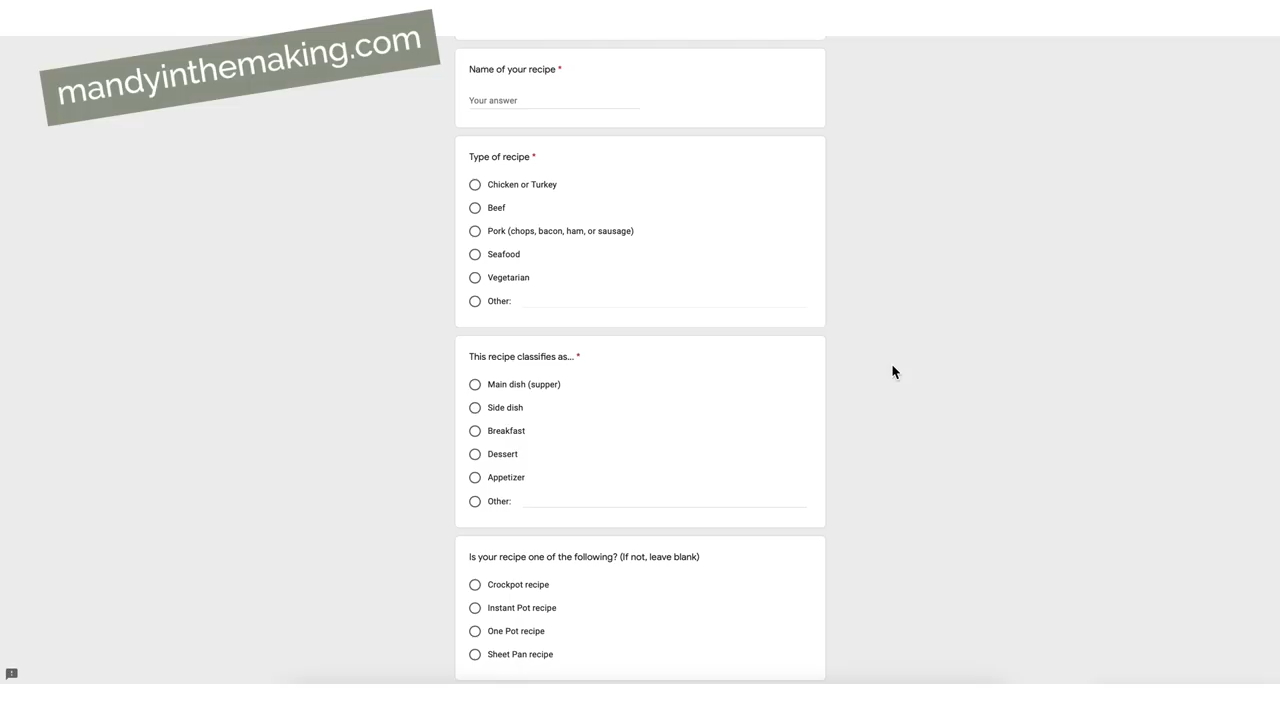 mandyinthemaking.com
Name of your recipe *
Your answer
Type of recipe *
Chicken or Turkey
Beef
Pork (chops, bacon, ham, or sausage)
Seafood
Vegetarian
Other:
This recipe classifies as... *
Main dish (supper)
Side dish
Breakfast
Dessert
Appetizer
Other:
Is your recipe one of the following? (If not, leave blank)
Crockpot recipe
Instant Pot recipe
One Pot recipe
Sheet Pan recipe